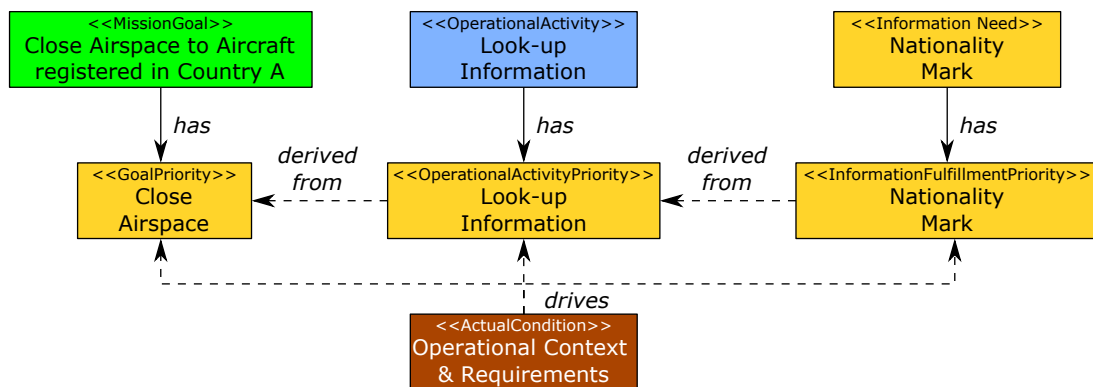 <<MissionGoal>>
Close Airspace to Aircraft
registered in Country A
<<OperationalActivity>>
Look-up
Information
<<Information Need>>
Nationality
Mark
has
has
has
<<GoalPriority>>
Close
Airspace
derived
from
<<OperationalActivityPriority>>
Look-up
Information
derived
from
<<InformationFulfillmentPriority>>
Nationality
Mark
drives
<<ActualCondition>>
Operational Context
& Requirements